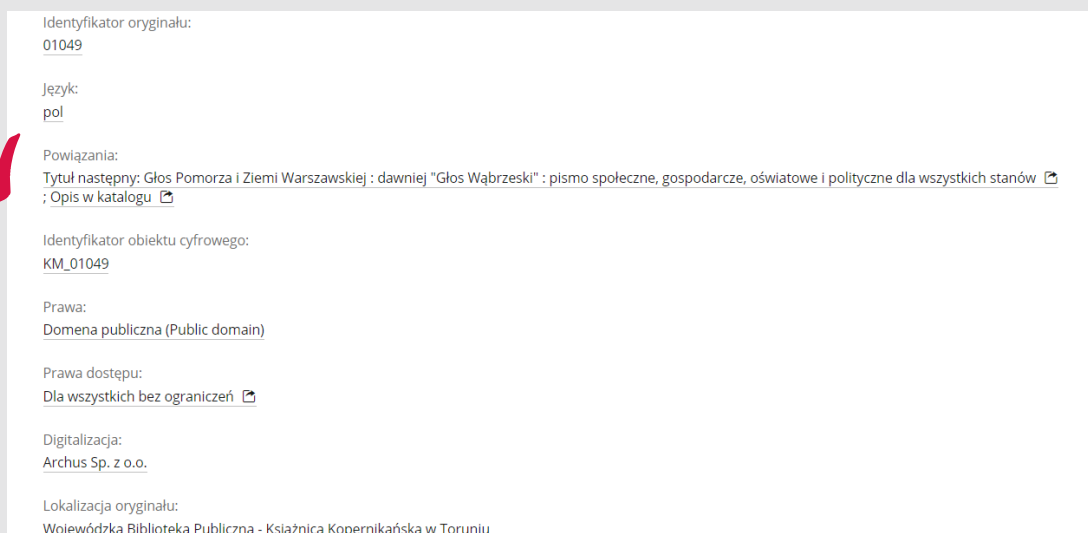 Identyfikator oryginału:
01049
Język:
pol
Powiązania:
Tytuł następny: Głos Pomorza i Ziemi Warszawskiej : dawniej "Głos Wąbrzeski" : pismo społeczne, gospodarcze, oświatowe i polityczne dla wszystkich stanów
; Opis w katalogu
Identyfikator obiektu cyfrowego:
KM_01049
Prawa:
Domena publiczna (Public domain)
Prawa dostępu:
Dla wszystkich bez ograniczeń
Digitalizacja:
Archus Sp. z o.o.
Lokalizacja oryginału:
Wojewódzka Biblioteka Publiczna - Książnica Kopernikańska w Toruniu